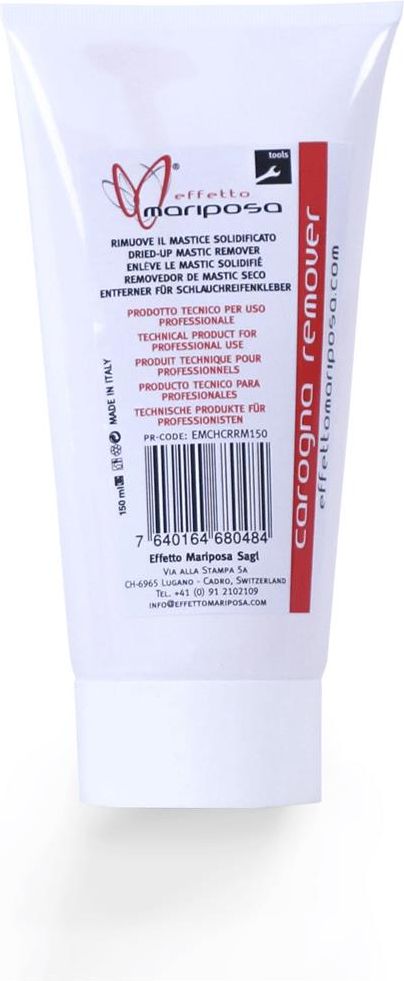 tools
effetto
mariposa
®
RIMUOVE IL MASTICE SOLIDIFICATO
DRIED-UP MASTIC REMOVER
ENLÈVE LE MASTIC SOLIDIFIÉ
REMOVEDOR DE MASTIC SECO
ENTFERNER FÜR SCHLAUCHREIFENKLEBER
PRODOTTO TECNICO PER USO
PROFESSIONALE
TECHNICAL PRODUCT FOR
PROFESSIONAL USE
PRODUIT TECHNIQUE POUR
PROFESSIONNELS
PRODUCTO TECNICO PARA
PROFESIONALES
TECHNISCHE PRODUKTE FÜR
PROFESSIONISTEN
PR-CODE: EMCHCRRM150
7 640164 680484
Effetto Mariposa Sagl
VIA ALLA STAMPA 5A
CH-6965 LUGANO - CADRO, SWITZERLAND
TEL. +41 (0) 91 2102109
INFO@EFFETTOMARIPOSA.COM
150 ml MADE IN ITALY
carogna remover
effettomariposa.com